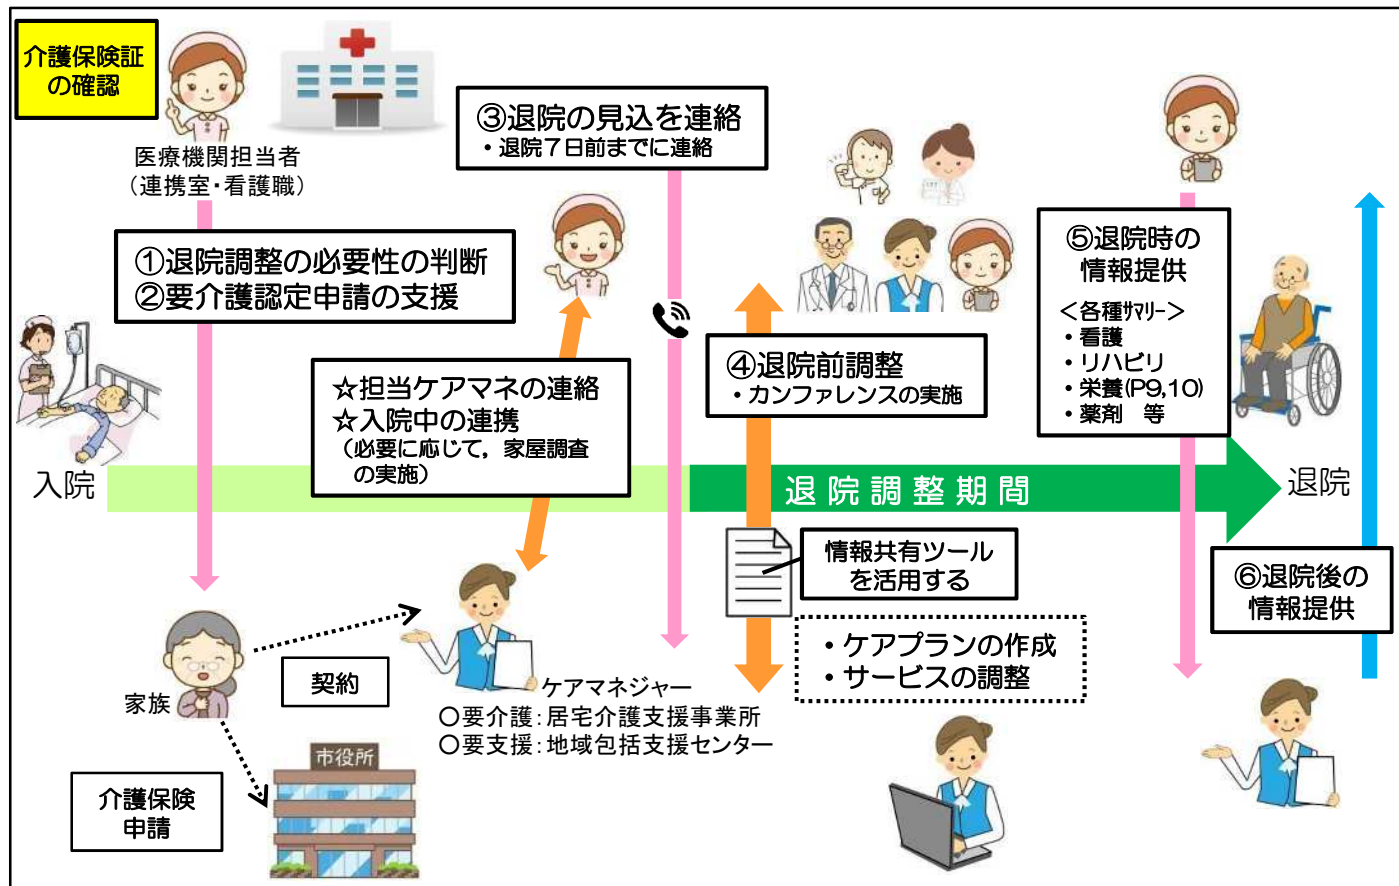 介護保険証
の確認
医療機関担当者
（連携室・看護職）
①退院調整の必要性の判断
②要介護認定申請の支援
③退院の見込を連絡
・退院７日前までに連絡
☆担当ケアマネの連絡
☆入院中の連携
（必要に応じて，家屋調査
の実施）
④退院前調整
・カンファレンスの実施
⑤退院時の
情報提供
＜各種ｻﾏﾘｰ＞
・看護
・リハビリ
・栄養(P9,10)
・薬剤　等
入院
退院調整期間
退院
情報共有ツール
を活用する
⑥退院後の
情報提供
・ケアプランの作成
・サービスの調整
家族
契約
ケアマネジャー
〇要介護：居宅介護支援事業所
〇要支援：地域包括支援センター
市役所
介護保険
申請